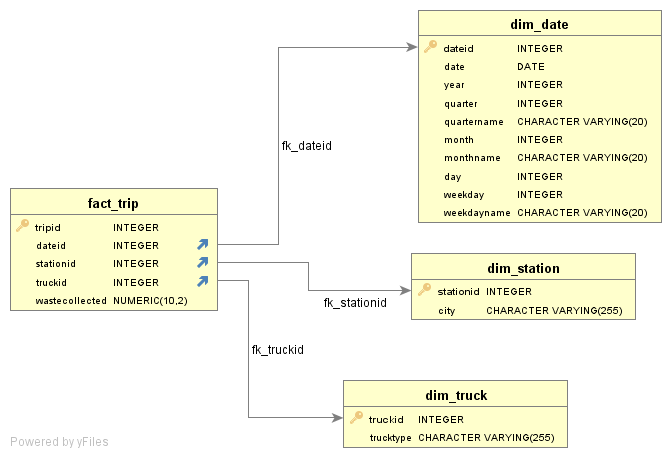 dim_date
dateid INTEGER
date DATE
year INTEGER
quarter INTEGER
quartername CHARACTER VARYING(20)
month INTEGER
monthname CHARACTER VARYING(20)
day INTEGER
weekday INTEGER
weekdayname CHARACTER VARYING(20)
fk_dateid
fact_trip
tripid INTEGER
dateid INTEGER
stationid INTEGER
truckid INTEGER
wastecollected NUMERIC(10,2)
dim_station
stationid INTEGER
city CHARACTER VARYING(255)
fk_stationid
fk_truckid
dim_truck
truckid INTEGER
trucktype CHARACTER VARYING(255)
Powered by yFiles